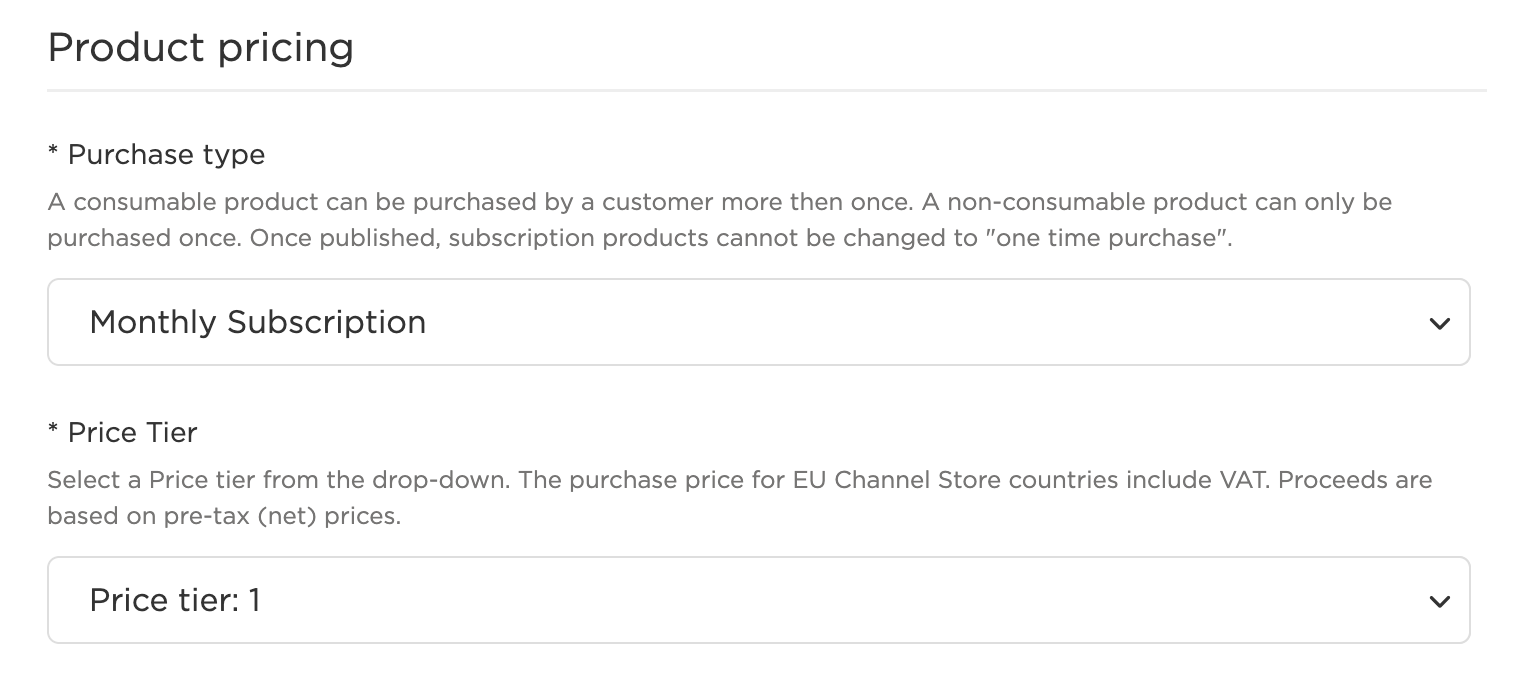 Product pricing
* Purchase type
A consumable product can be purchased by a customer more then once. A non-consumable product can only be
purchased once. Once published, subscription products cannot be changed to "one time purchase".
Monthly Subscription
* Price Tier
Select a Price tier from the drop-down. The purchase price for EU Channel Store countries include VAT. Proceeds are
based on pre-tax (net) prices.
Price tier: 1